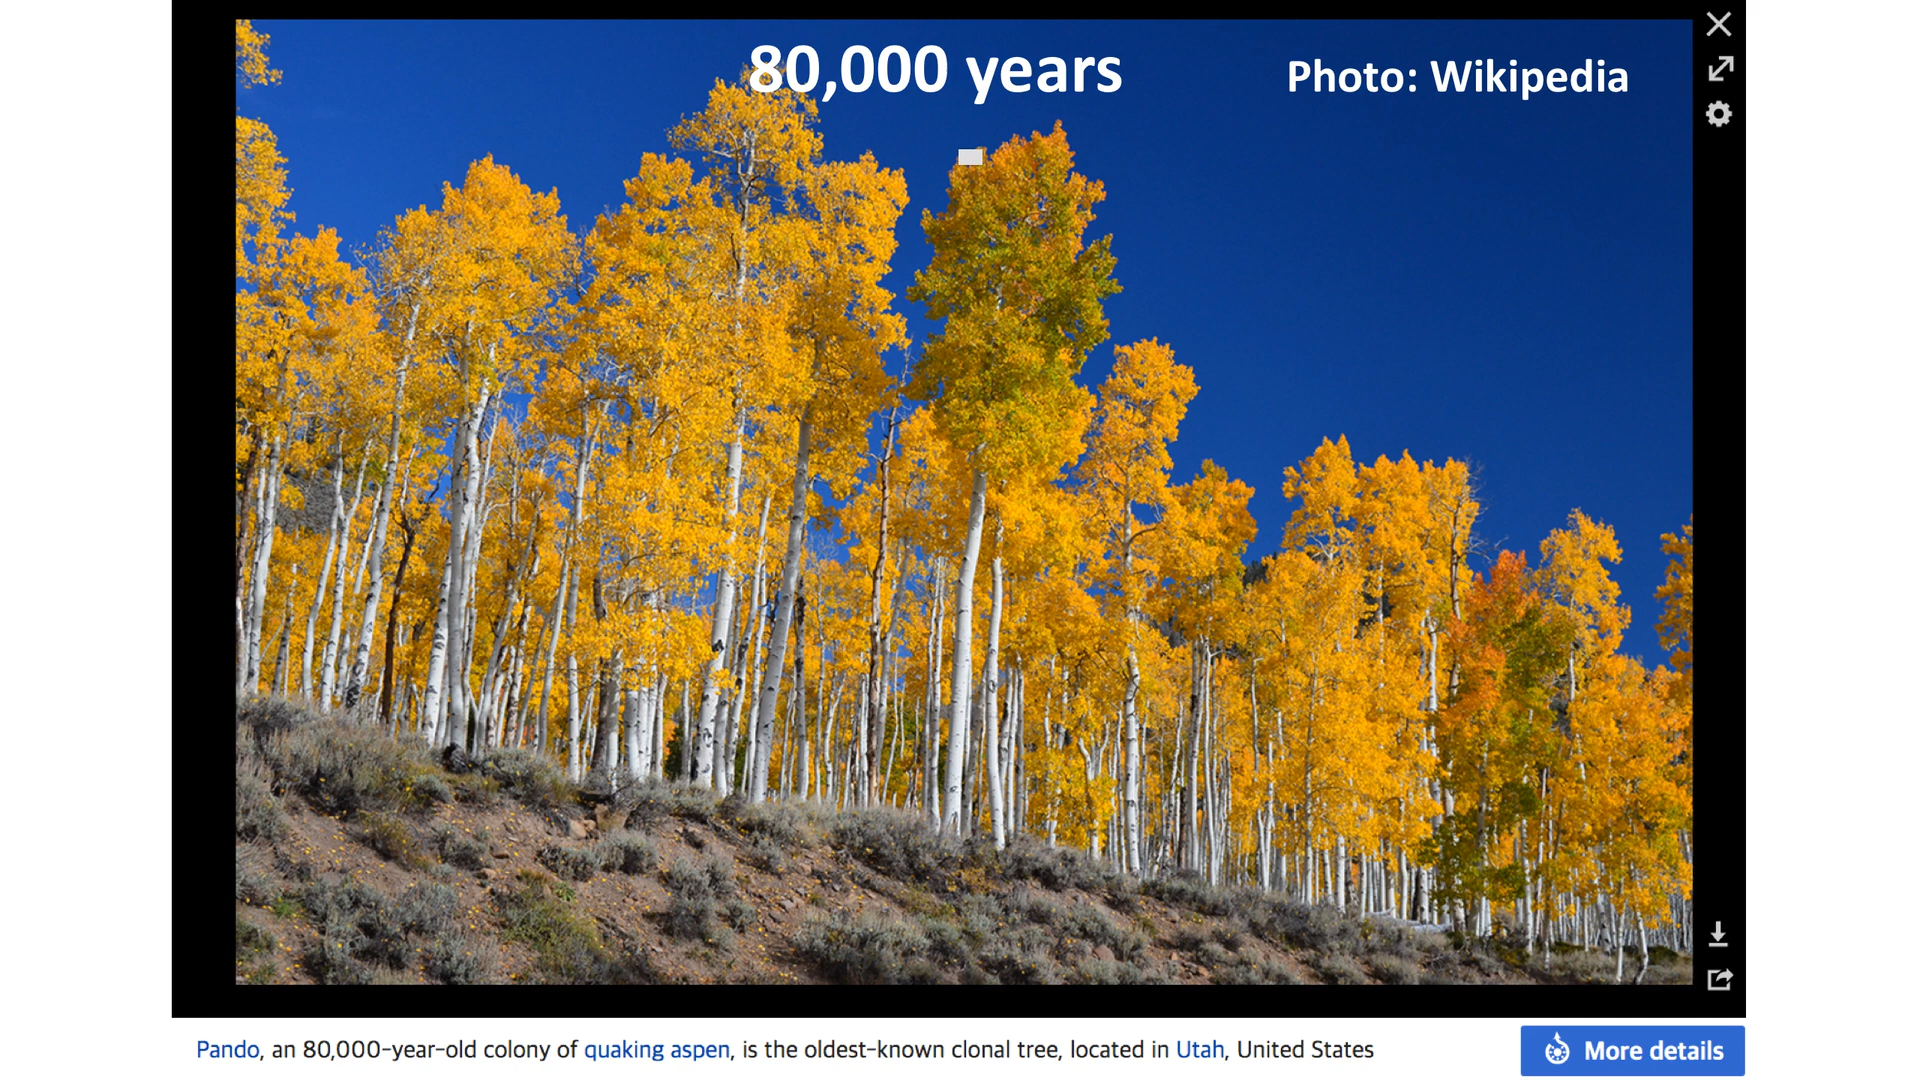 80,000 years
Photo: Wikipedia
Pando, an 80,000-year-old colony of quaking aspen, is the oldest-known clonal tree, located in Utah, United States
More details